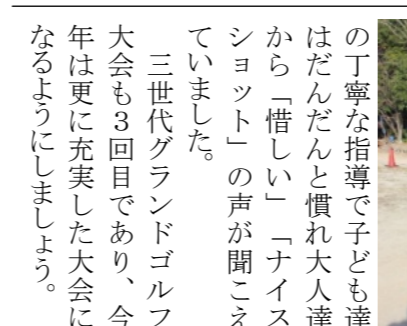 の丁寧な指導で子ども達
はだんだんと慣れ大人達
から「惜しい」「ナイス
ショット」の声が聞こえ
ていました。
三世代グランドゴルフ
大会も３回目であり、今
年は更に充実した大会に
なるようにしましょう。